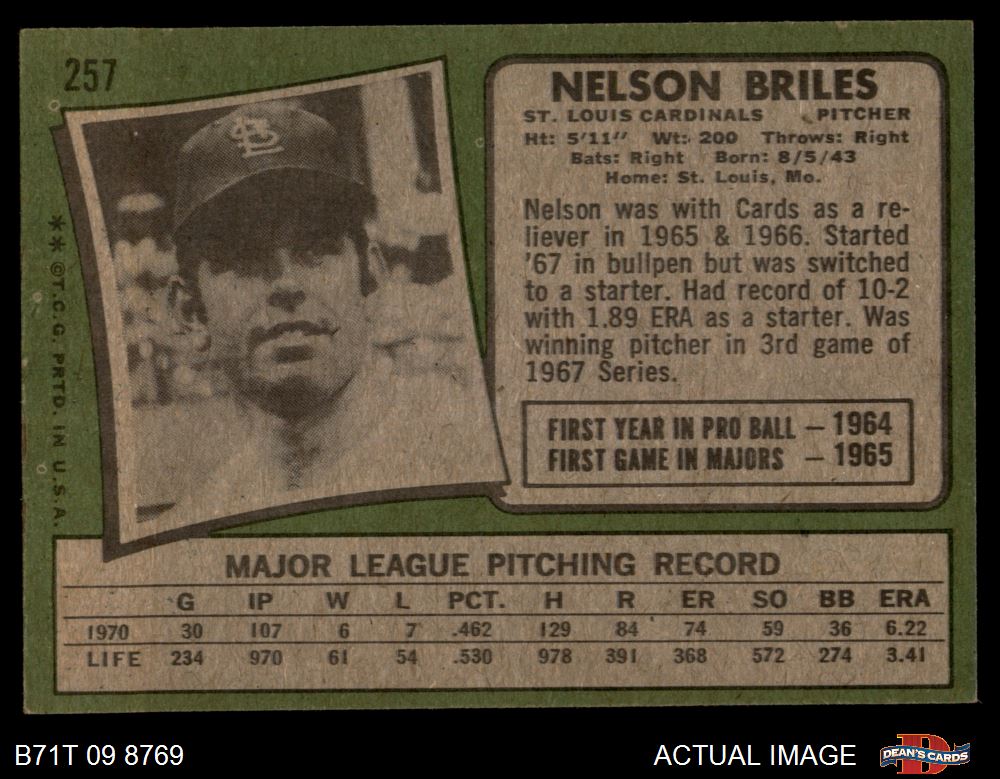 257
NELSON BRILES
ST. LOUIS CARDINALS PITCHER
Ht: 5'11" Wt: 200 Throws: Right
Bats: Right Born: 8/5/43
Home: St. Louis, Mo.
Nelson was with Cards as a re-
liever in 1965 & 1966. Started
'67 in bullpen but was switched
to a starter. Had record of 10-2
with 1.89 ERA as a starter. Was
winning pitcher in 3rd game of
1967 Series.
FIRST YEAR IN PRO BALL — 1964
FIRST GAME IN MAJORS — 1965
**©T.C.G. PRTD. IN U.S.A.
MAJOR LEAGUE PITCHING RECORD
G IP W L PCT. H R ER SO BB ERA
1970 30 107 6 7 .462 129 84 74 59 36 6.22
LIFE 234 970 61 54 .530 978 391 368 572 274 3.41
B71T 09 8769
ACTUAL IMAGE
DEAN'S CARDS